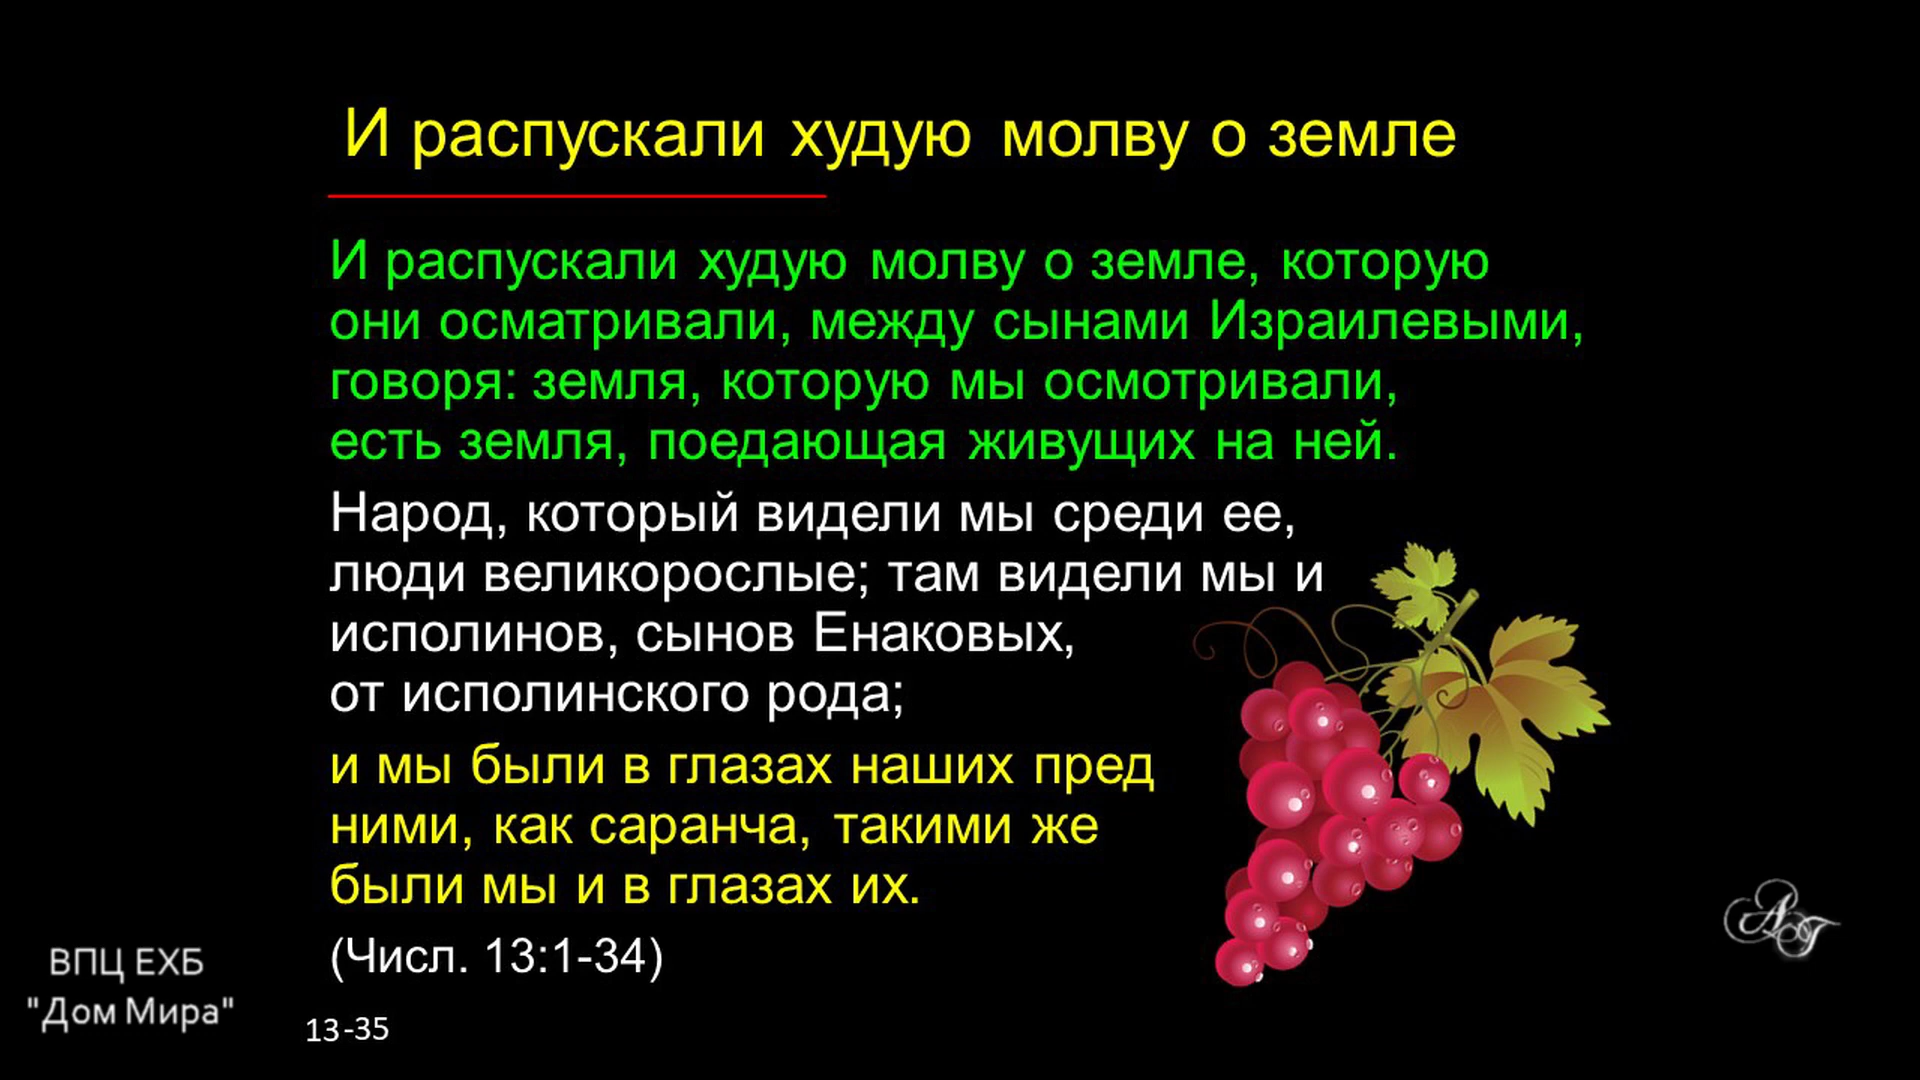 И распускали худую молву о земле
И распускали худую молву о земле, которую
они осматривали, между сынами Израилевыми,
говоря: земля, которую мы осмотривали,
есть земля, поедающая живущих на ней.
Народ, который видели мы среди ее,
люди великорослые; там видели мы и
исполинов, сынов Енаковых,
от исполинского рода;
и мы были в глазах наших пред
ними, как саранча, такими же
были мы и в глазах их.
(Числ. 13:1-34)
ВПЦ ЕХБ
"Дом Мира"
13-35
АГ